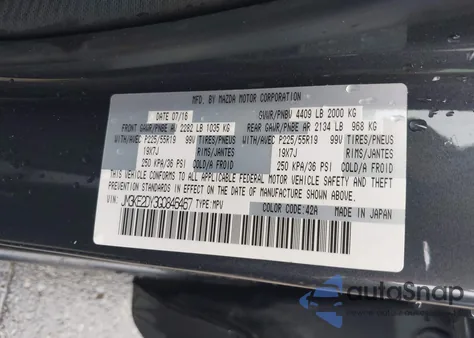 MFD. BY MAZDA MOTOR CORPORATION
DATE 07/16 GVWR/PNBV 4409 LB 2000 KG
FRONT GAWR/PNBE AR 2282 LB 1035 KG REAR GAWR/PNBE AR 2134 LB 968 KG
WITH/AVEC P225/55R19 99V TIRES/PNEUS WITH/AVEC P225/55R19 99V TIRES/PNEUS
19X7J RIMS/JANTES 19X7J RIMS/JANTES
250 KPA/36 PSI COLD/A FROID 250 KPA/36 PSI COLD/A FROID
THIS VEHICLE CONFORMS TO ALL APPLICABLE FEDERAL MOTOR VEHICLE SAFETY, BUMPER, AND
THEFT PREVENTION STANDARDS IN EFFECT ON THE DATE OF MANUFACTURE SHOWN ABOVE.
JM3KE2DY3G0846467 TYPE:MPV COLOR CODE:42A MADE IN JAPAN
autoSnap